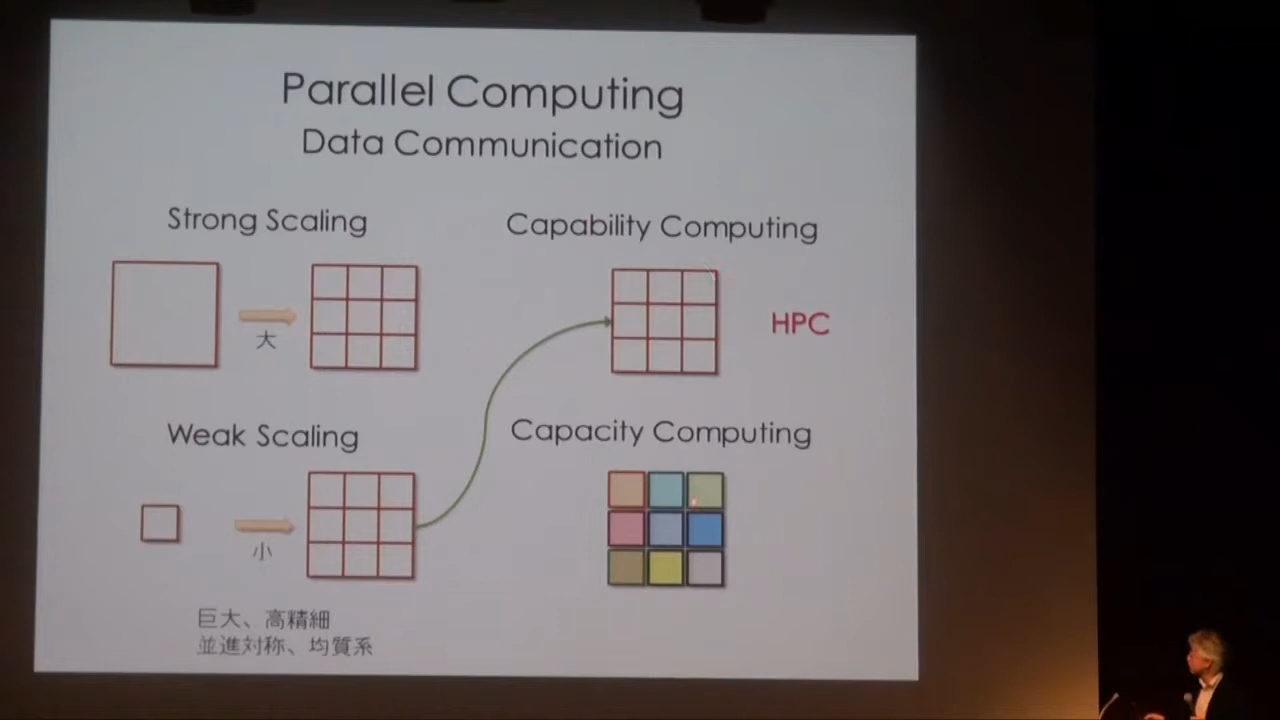 Parallel Computing
Data Communication
Strong Scaling
大
Weak Scaling
小
巨大、高精細
並進対称、均質系
Capability Computing
HPC
Capacity Computing